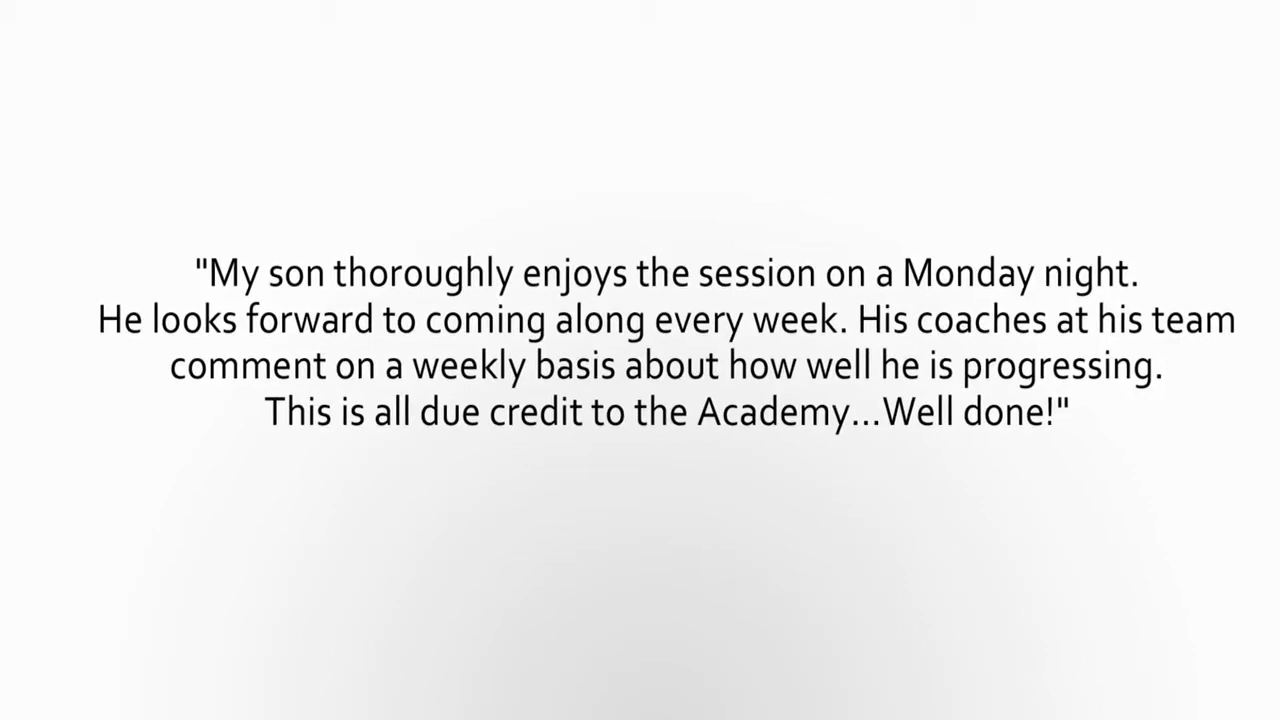 "My son thoroughly enjoys the session on a Monday night.
He looks forward to coming along every week. His coaches at his team
comment on a weekly basis about how well he is progressing.
This is all due credit to the Academy...Well done!"